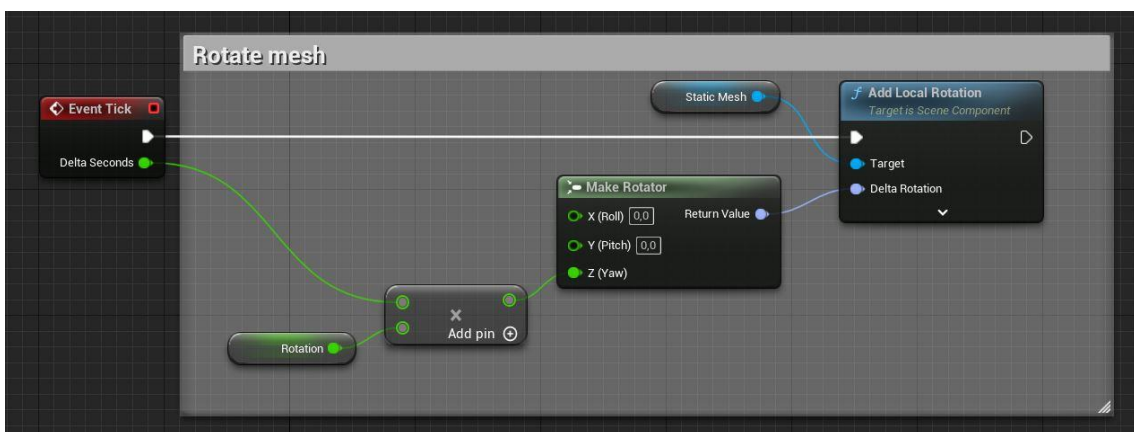 Rotate mesh
Event Tick
Delta Seconds
Static Mesh
f Add Local Rotation
Target is Scene Component
Target
Delta Rotation
Make Rotator
X (Roll) 0,0
Return Value
Y (Pitch) 0,0
Z (Yaw)
×
Add pin
Rotation